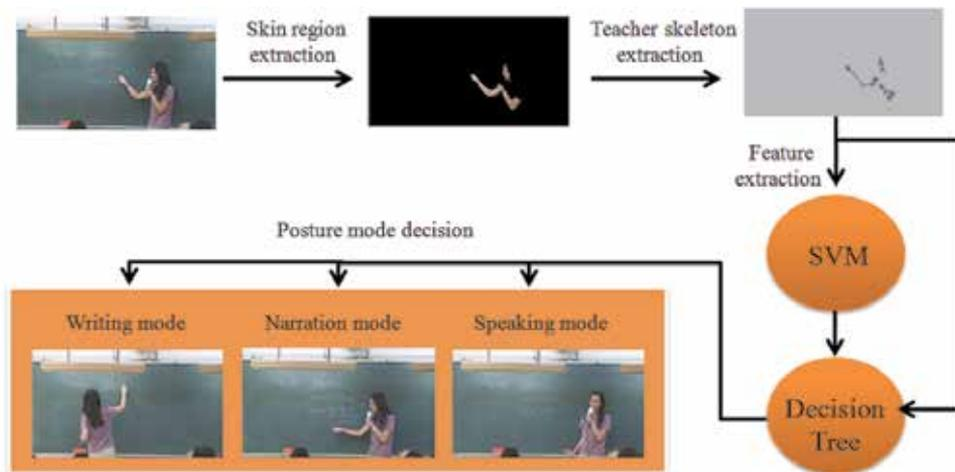 Skin region
extraction
Teacher skeleton
extraction
Feature
extraction
SVM
Posture mode decision
Writing mode
Narration mode
Speaking mode
Decision
Tree